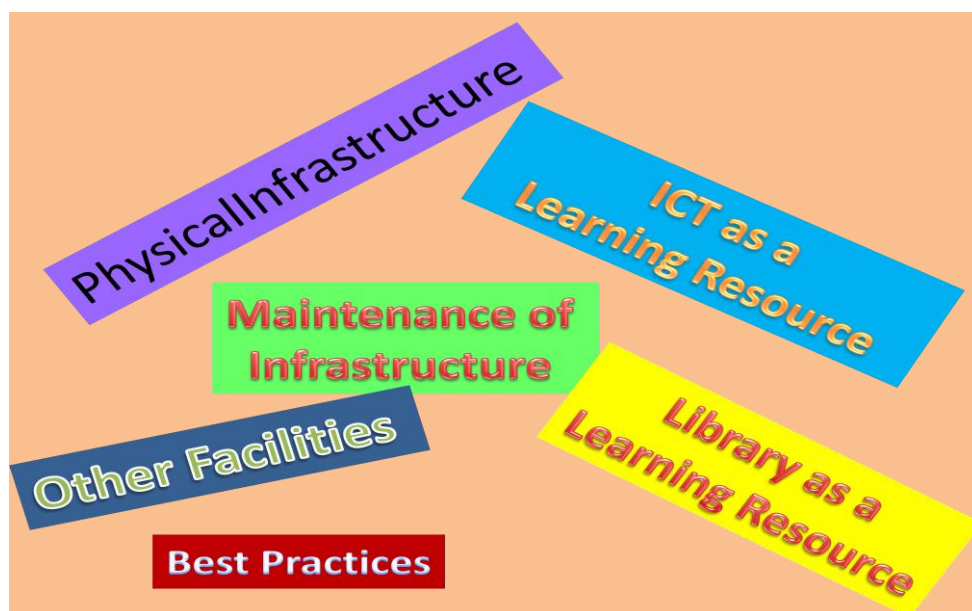 PhysicalInfrastructure
ICT as a
Learning Resource
Maintenance of
Infrastructure
Library as a
Learning Resource
Other Facilities
Best Practices